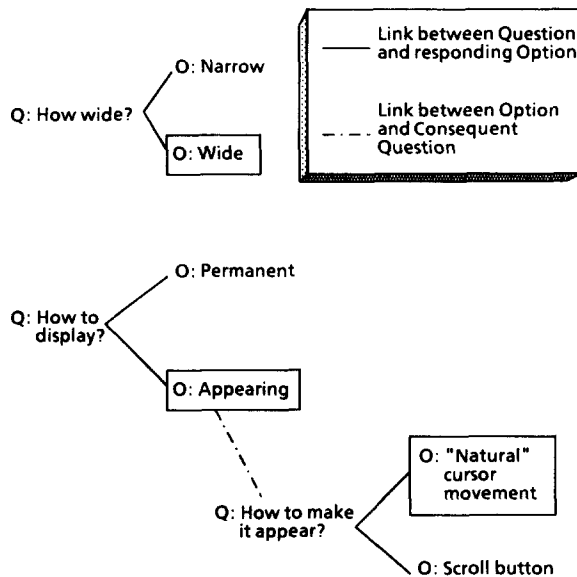 O: Narrow
Q: How wide?
O: Wide
Link between Question
and responding Option
Link between Option
and Consequent
Question
O: Permanent
Q: How to
display?
O: Appearing
O: "Natural"
cursor
movement
Q: How to make
it appear?
O: Scroll button